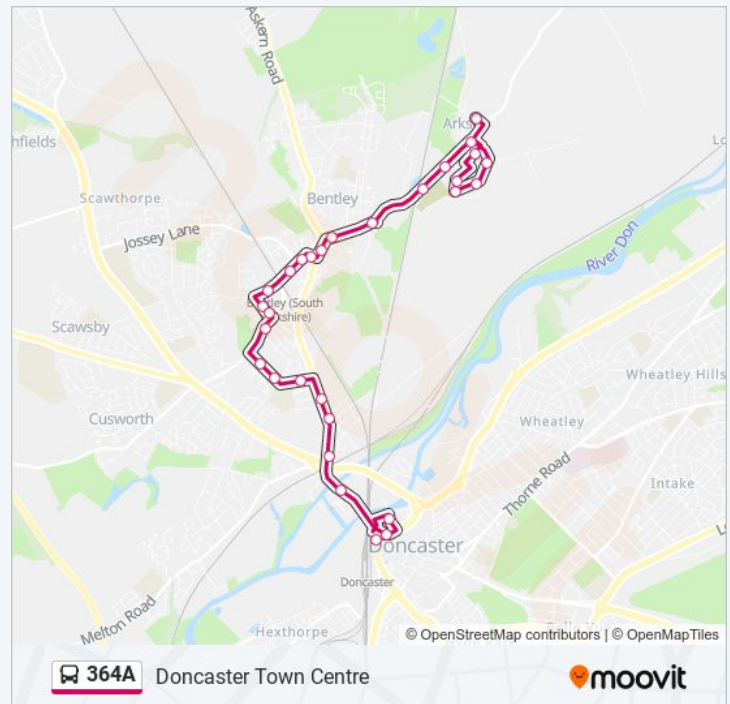 Askern Road
Arks
hfields
Lo
Scawthorpe
Bentley
Jossey Lane
River Don
Bentley (South
Yorkshire)
Scawsby
Wheatley Hills
Cusworth
Wheatley
Thorne Road
Intake
Doncaster
Doncaster
Melton Road
Hexthorpe
© OpenStreetMap contributors | © OpenMapTiles
364A Doncaster Town Centre
moovit